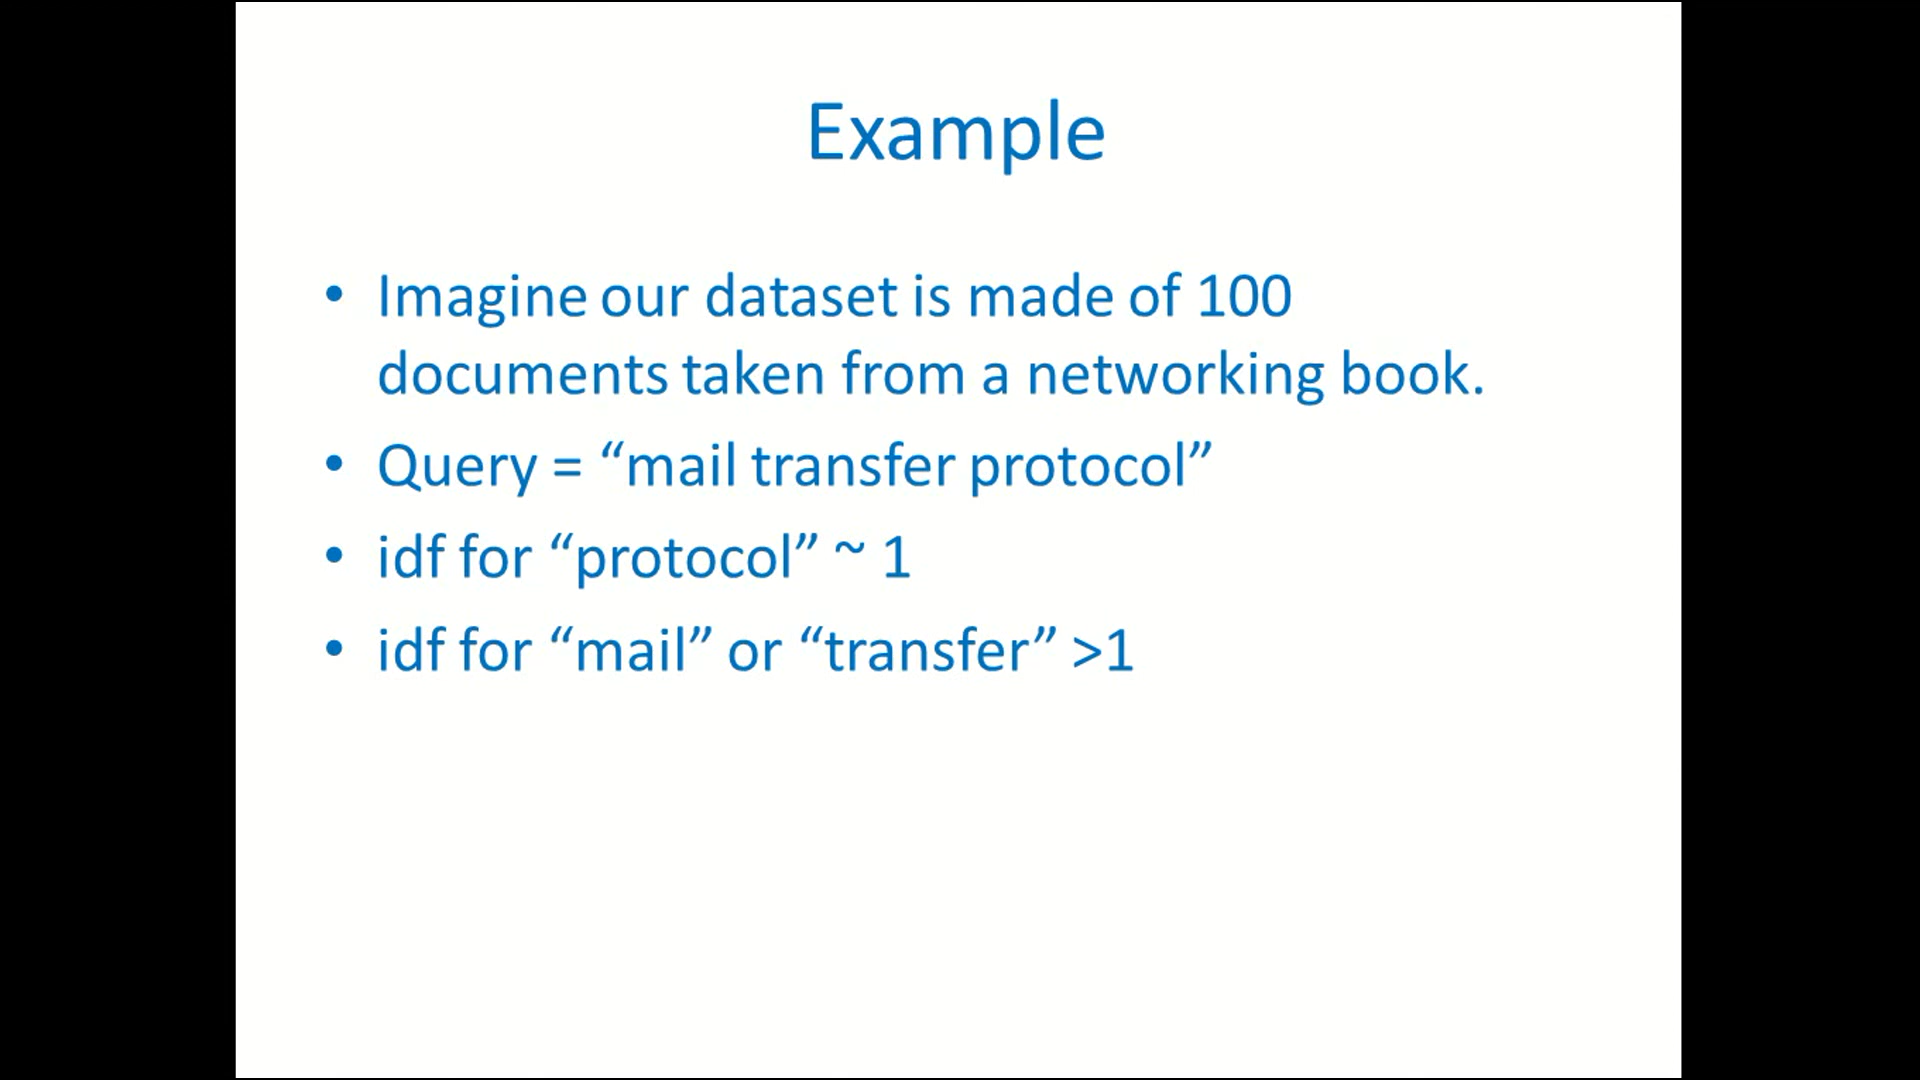 Example
• Imagine our dataset is made of 100
documents taken from a networking book.
• Query = “mail transfer protocol”
• idf for “protocol” ~ 1
• idf for “mail” or “transfer” >1